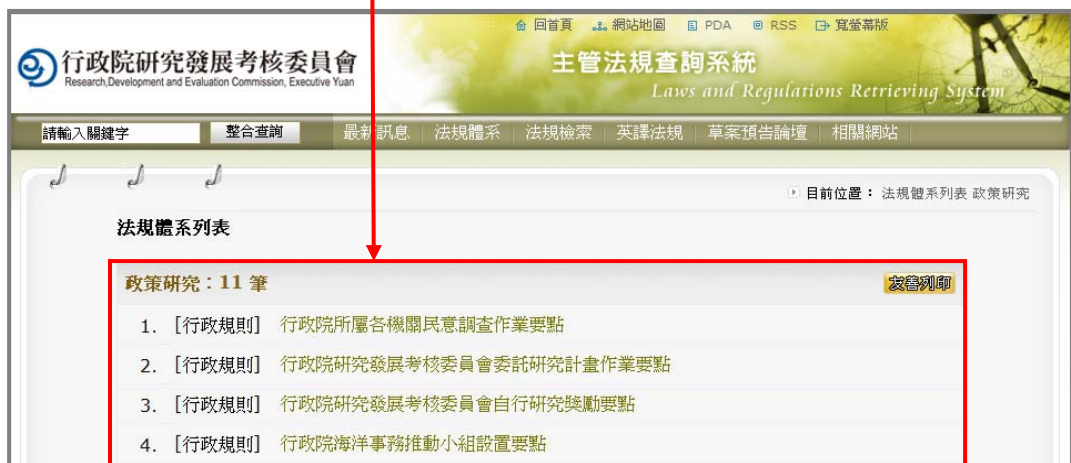 回首頁 網站地圖 PDA RSS 寬螢幕版
行政院研究發展考核委員會
Research,Development and Evaluation Commission, Executive Yuan
主管法規查詢系統
Laws and Regulations Retrieving System
請輸入關鍵字 整合查詢 最新訊息 法規體系 法規檢索 英譯法規 草案預告論壇 相關網站
目前位置： 法規體系列表 政策研究
法規體系列表
政策研究：11 筆 友善列印
1. [行政規則] 行政院所屬各機關民意調查作業要點
2. [行政規則] 行政院研究發展考核委員會委託研究計畫作業要點
3. [行政規則] 行政院研究發展考核委員會自行研究獎勵要點
4. [行政規則] 行政院海洋事務推動小組設置要點